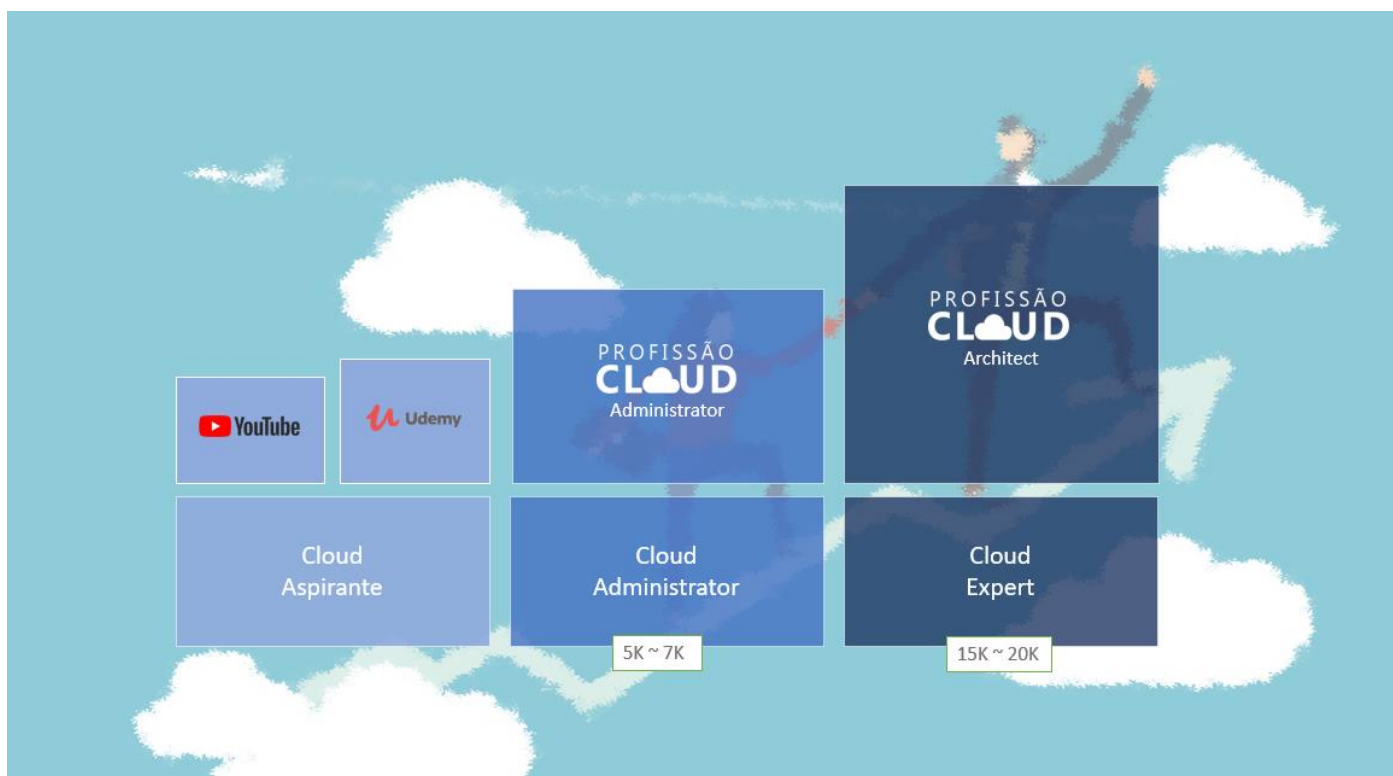 YouTube
Udemy
PROFISSÃO
CLOUD
Administrator
PROFISSÃO
CLOUD
Architect
Cloud
Aspirante
Cloud
Administrator
Cloud
Expert
5K ~ 7K
15K ~ 20K